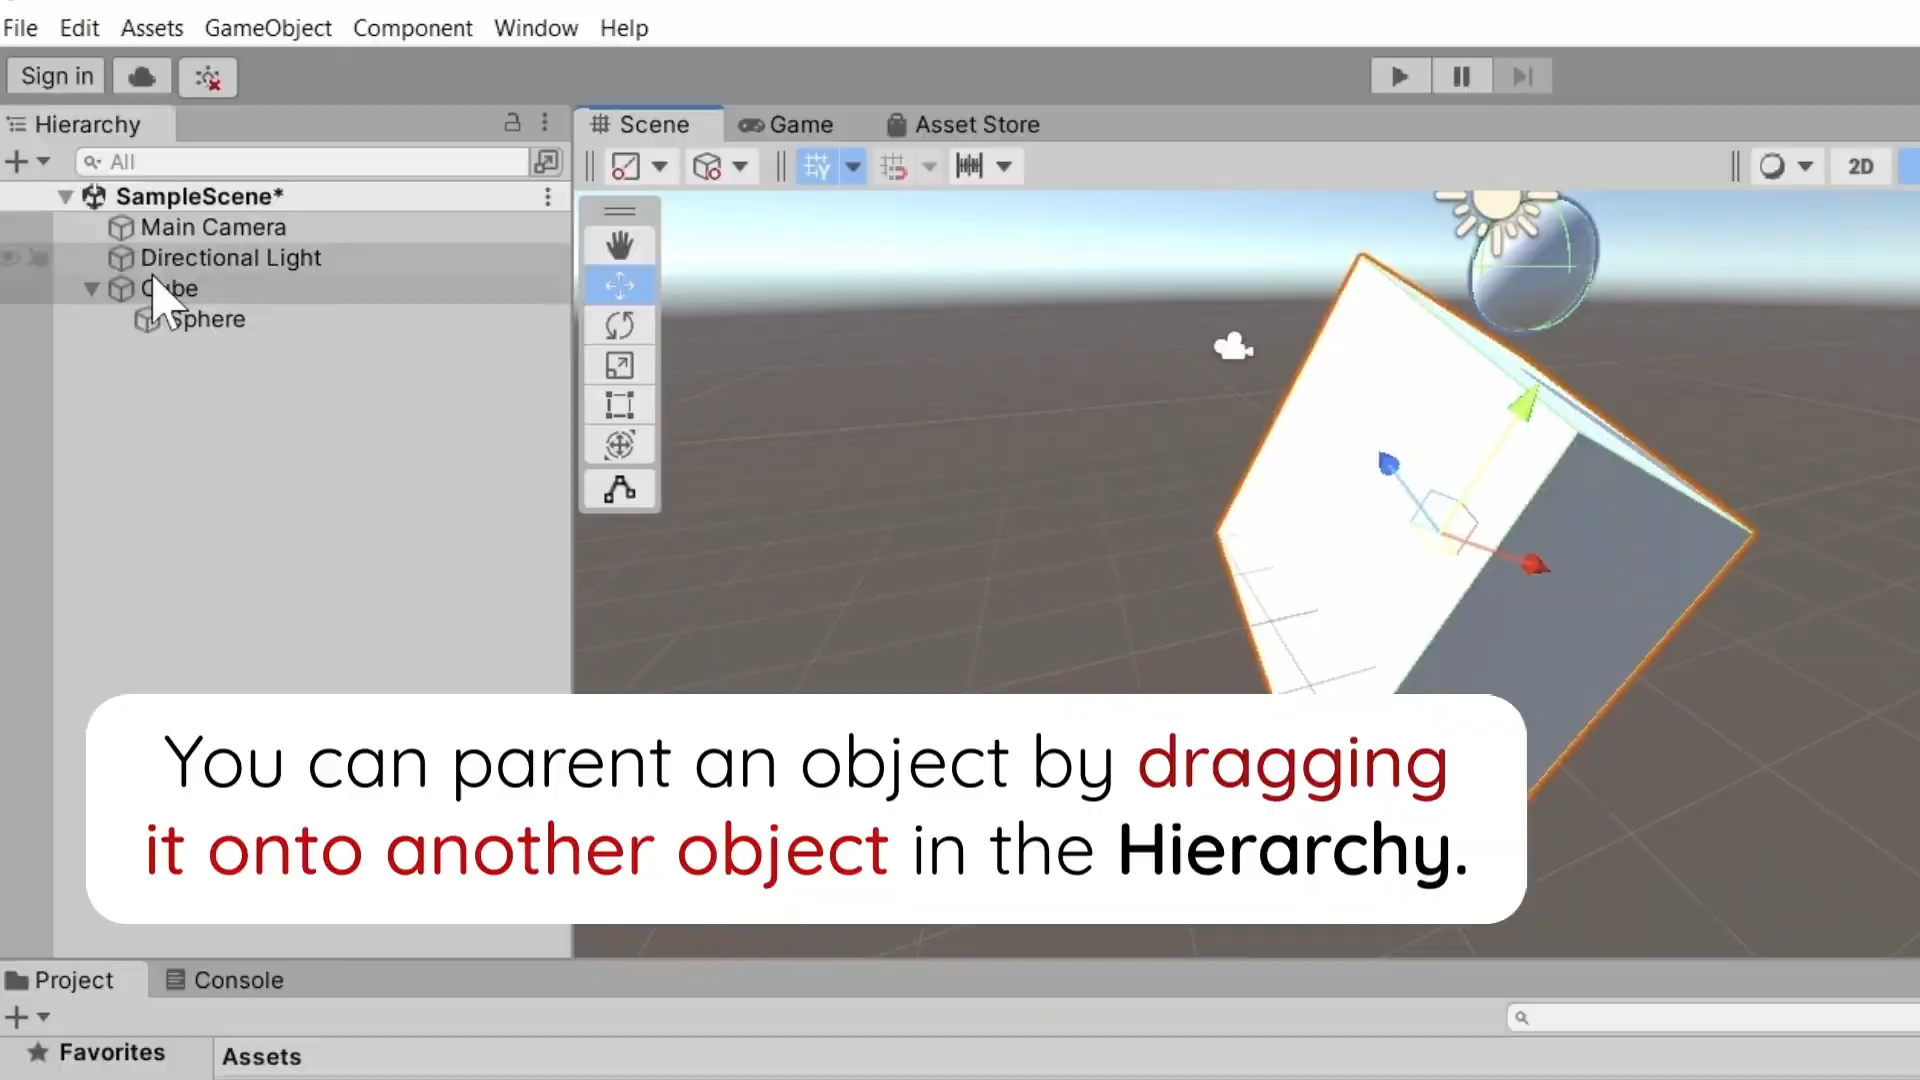 File Edit Assets GameObject Component Window Help
Sign in
Hierarchy
Scene Game Asset Store
All
2D
SampleScene*
Main Camera
Directional Light
Cube
Sphere
You can parent an object by dragging
it onto another object in the Hierarchy.
Project Console
Favorites
Assets